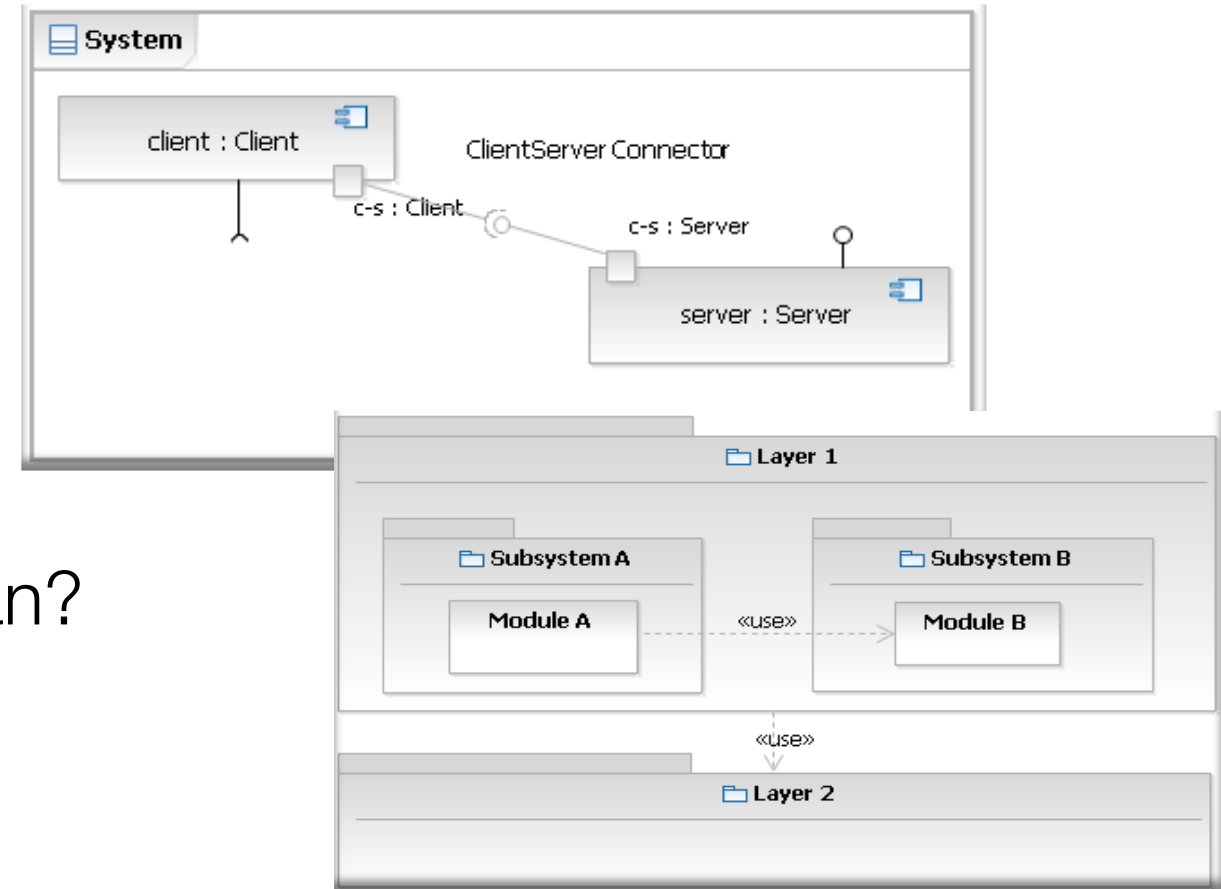 System
client : Client
ClientServer Connector
c-s : Client
c-s : Server
server : Server
Layer 1
Subsystem A
Subsystem B
Module A
«use»
Module B
«use»
Layer 2